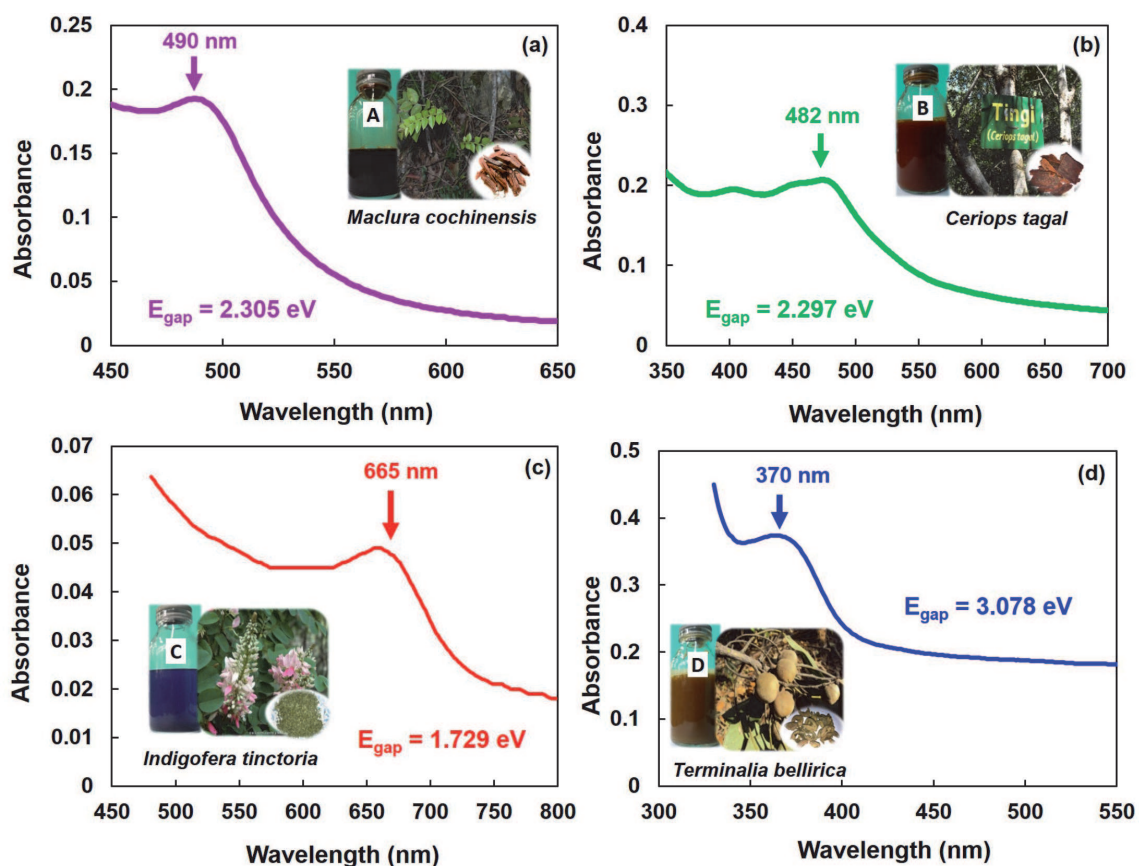 (a)
490 nm
A
Maclura cochinensis
E_gap = 2.305 eV
Absorbance
0.25
0.2
0.15
0.1
0.05
0
450 500 550 600 650
Wavelength (nm)
(b)
482 nm
B
Tingi
(Ceriops tagal)
Ceriops tagal
E_gap = 2.297 eV
Absorbance
0.4
0.3
0.2
0.1
0
350 400 450 500 550 600 650 700
Wavelength (nm)
(c)
665 nm
C
Indigofera tinctoria
E_gap = 1.729 eV
Absorbance
0.07
0.06
0.05
0.04
0.03
0.02
0.01
0
450 500 550 600 650 700 750 800
Wavelength (nm)
(d)
370 nm
D
Terminalia bellirica
E_gap = 3.078 eV
Absorbance
0.5
0.4
0.3
0.2
0.1
0
300 350 400 450 500 550
Wavelength (nm)